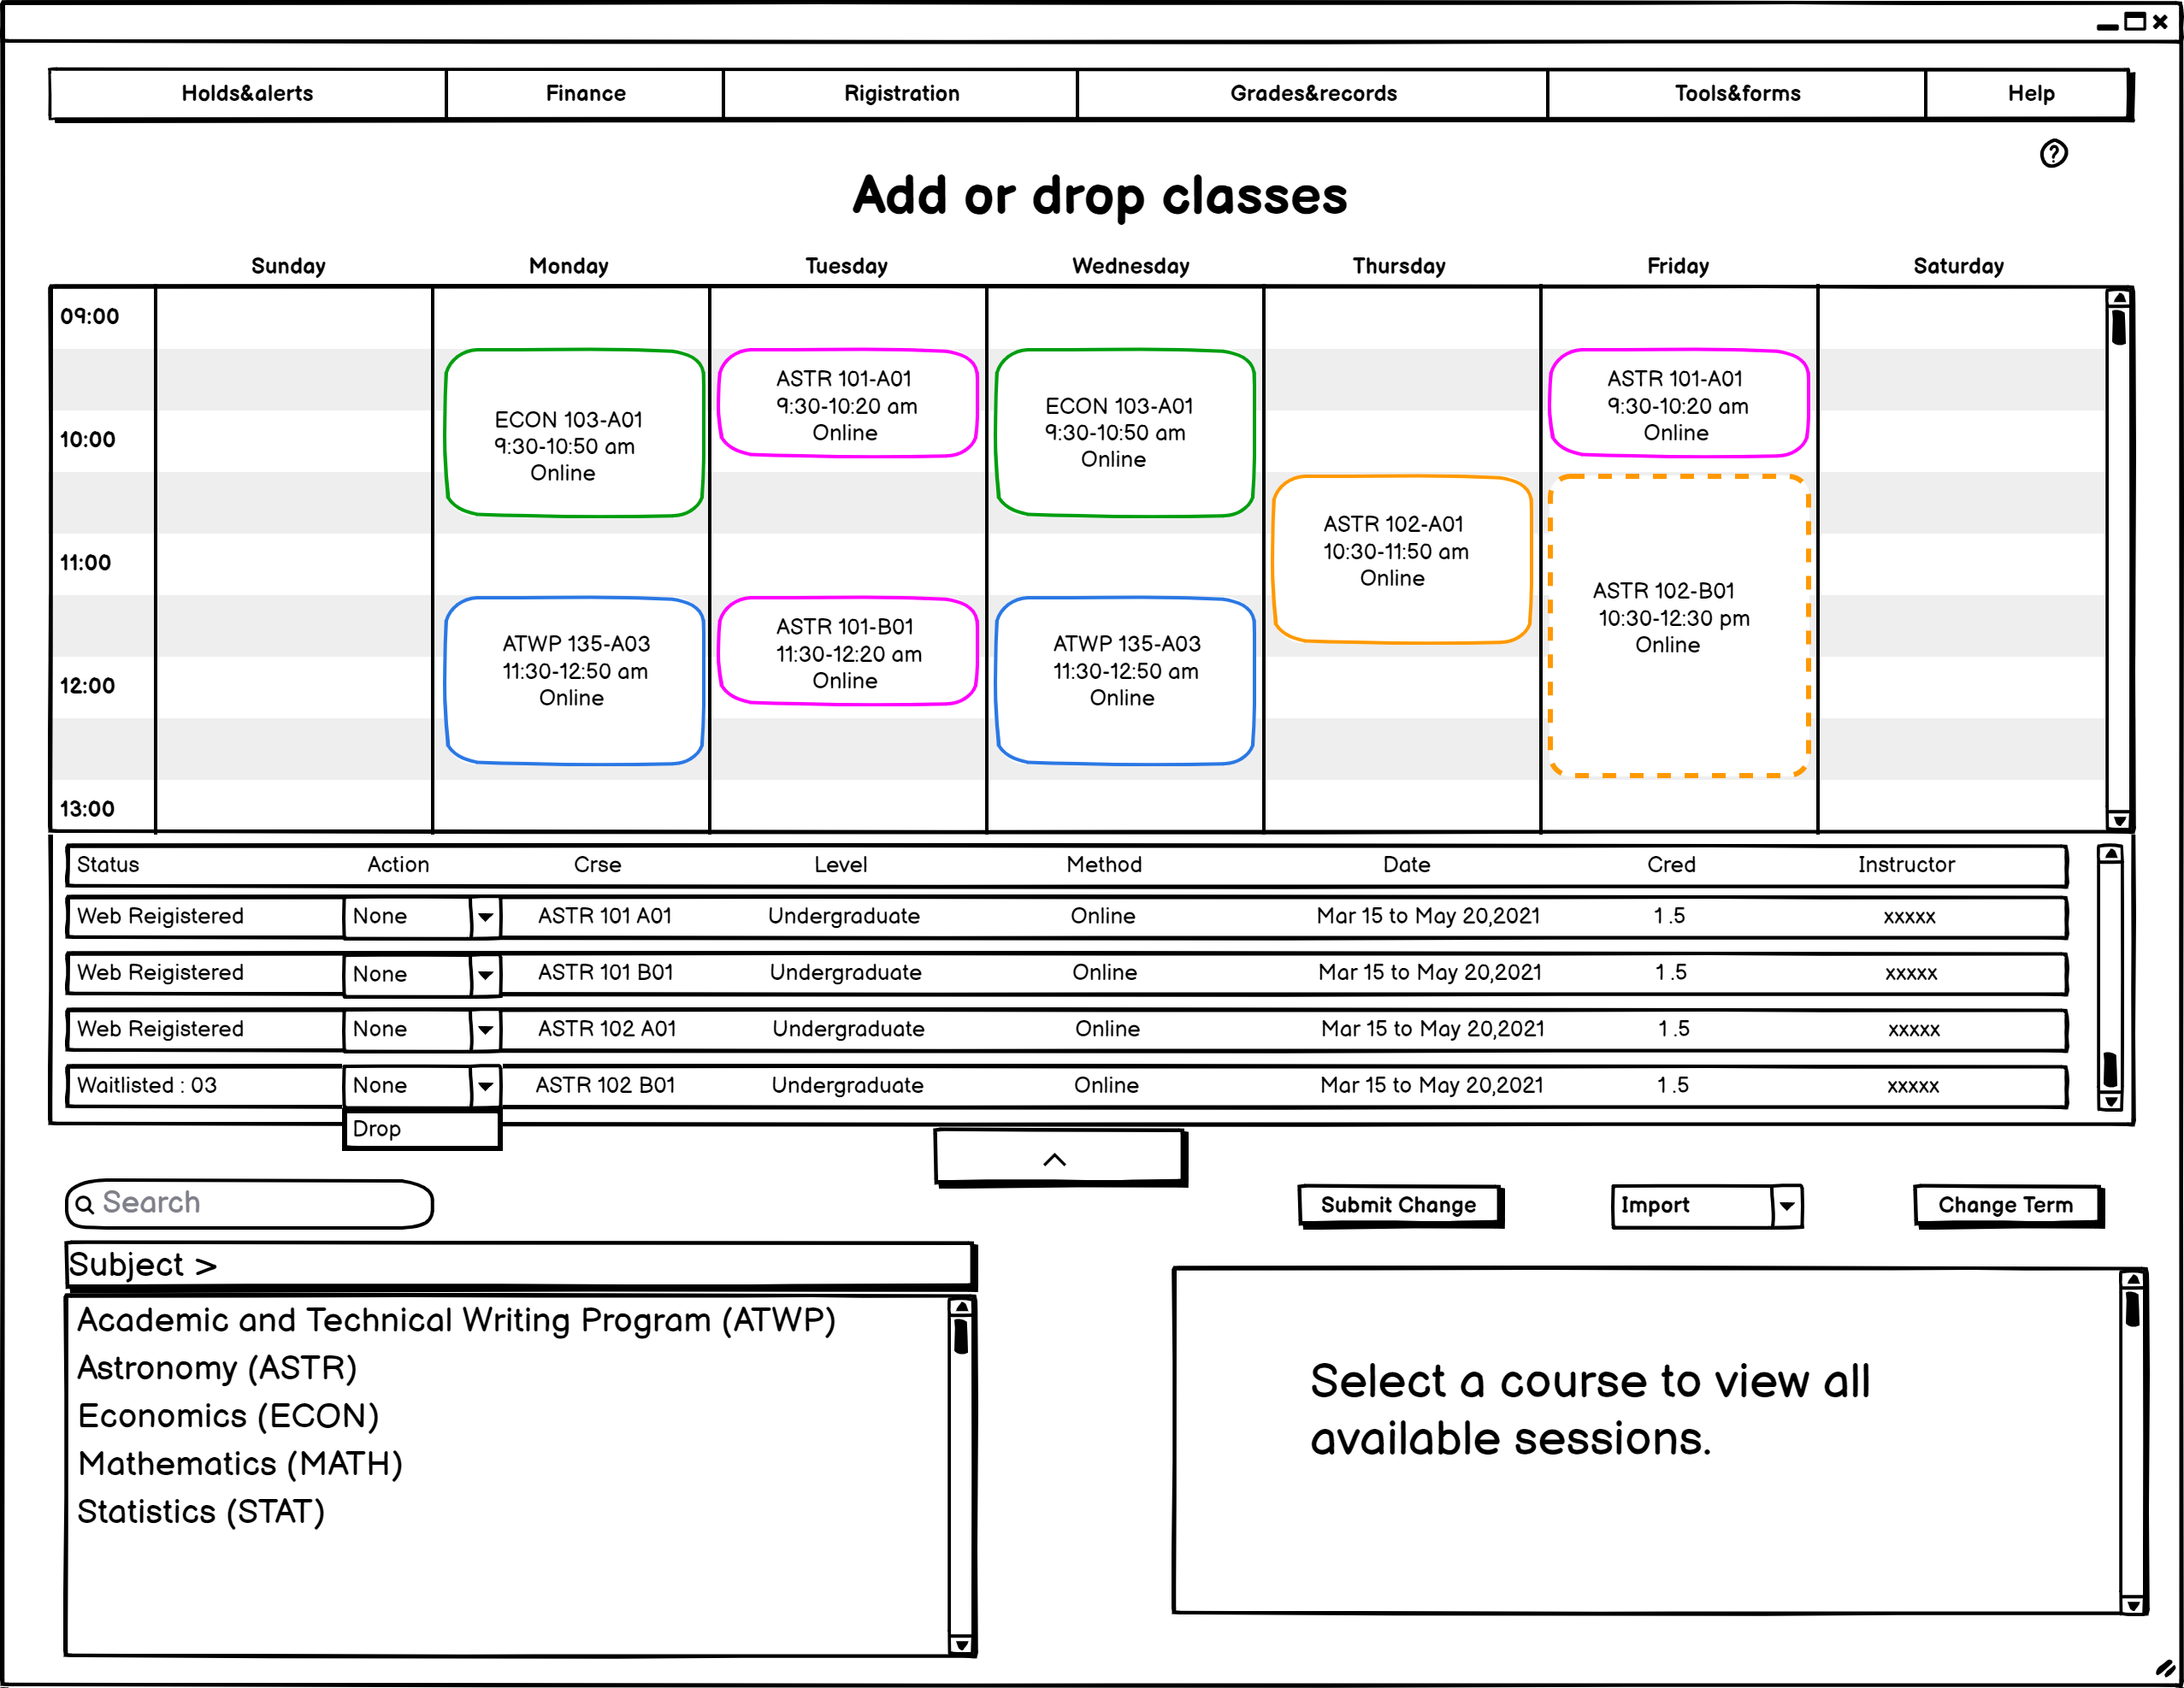 Holds&alerts Finance Rigistration Grades&records Tools&forms Help
Add or drop classes
Sunday Monday Tuesday Wednesday Thursday Friday Saturday
09:00
10:00
11:00
12:00
13:00
ECON 103-A01
9:30-10:50 am
Online
ATWP 135-A03
11:30-12:50 am
Online
ASTR 101-A01
9:30-10:20 am
Online
ASTR 101-B01
11:30-12:20 am
Online
ECON 103-A01
9:30-10:50 am
Online
ATWP 135-A03
11:30-12:50 am
Online
ASTR 102-A01
10:30-11:50 am
Online
ASTR 101-A01
9:30-10:20 am
Online
ASTR 102-B01
10:30-12:30 pm
Online
Status Action Crse Level Method Date Cred Instructor
Web Reigistered None ASTR 101 A01 Undergraduate Online Mar 15 to May 20,2021 1.5 xxxxx
Web Reigistered None ASTR 101 B01 Undergraduate Online Mar 15 to May 20,2021 1.5 xxxxx
Web Reigistered None ASTR 102 A01 Undergraduate Online Mar 15 to May 20,2021 1.5 xxxxx
Waitlisted : 03 None ASTR 102 B01 Undergraduate Online Mar 15 to May 20,2021 1.5 xxxxx
Drop
Search
Submit Change Import Change Term
Subject >
Academic and Technical Writing Program (ATWP)
Astronomy (ASTR)
Economics (ECON)
Mathematics (MATH)
Statistics (STAT)
Select a course to view all
available sessions.